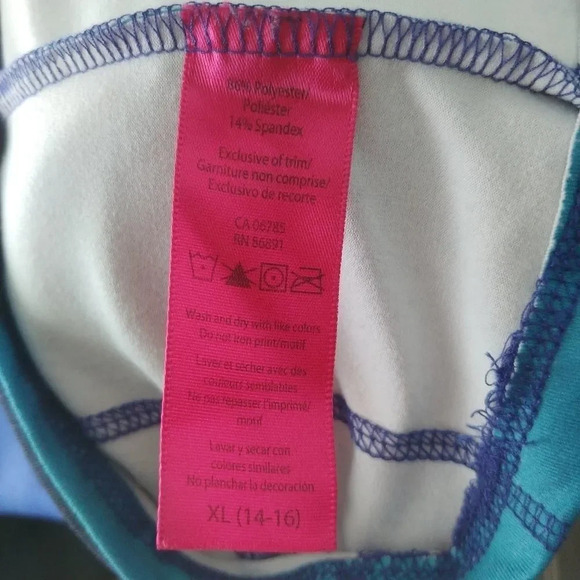 86% Polyester/
Poliéster
14% Spandex
Exclusive of trim/
Garniture non comprise/
Exclusivo de recorte
CA 06785
RN 86891
Wash and dry with like colors
Do not iron print/motif
Laver et sécher avec des
couleurs semblables
Ne pas repasser l'imprimé/
motif
Lavar y secar con
colores similares
No planchar la decoración
XL (14-16)